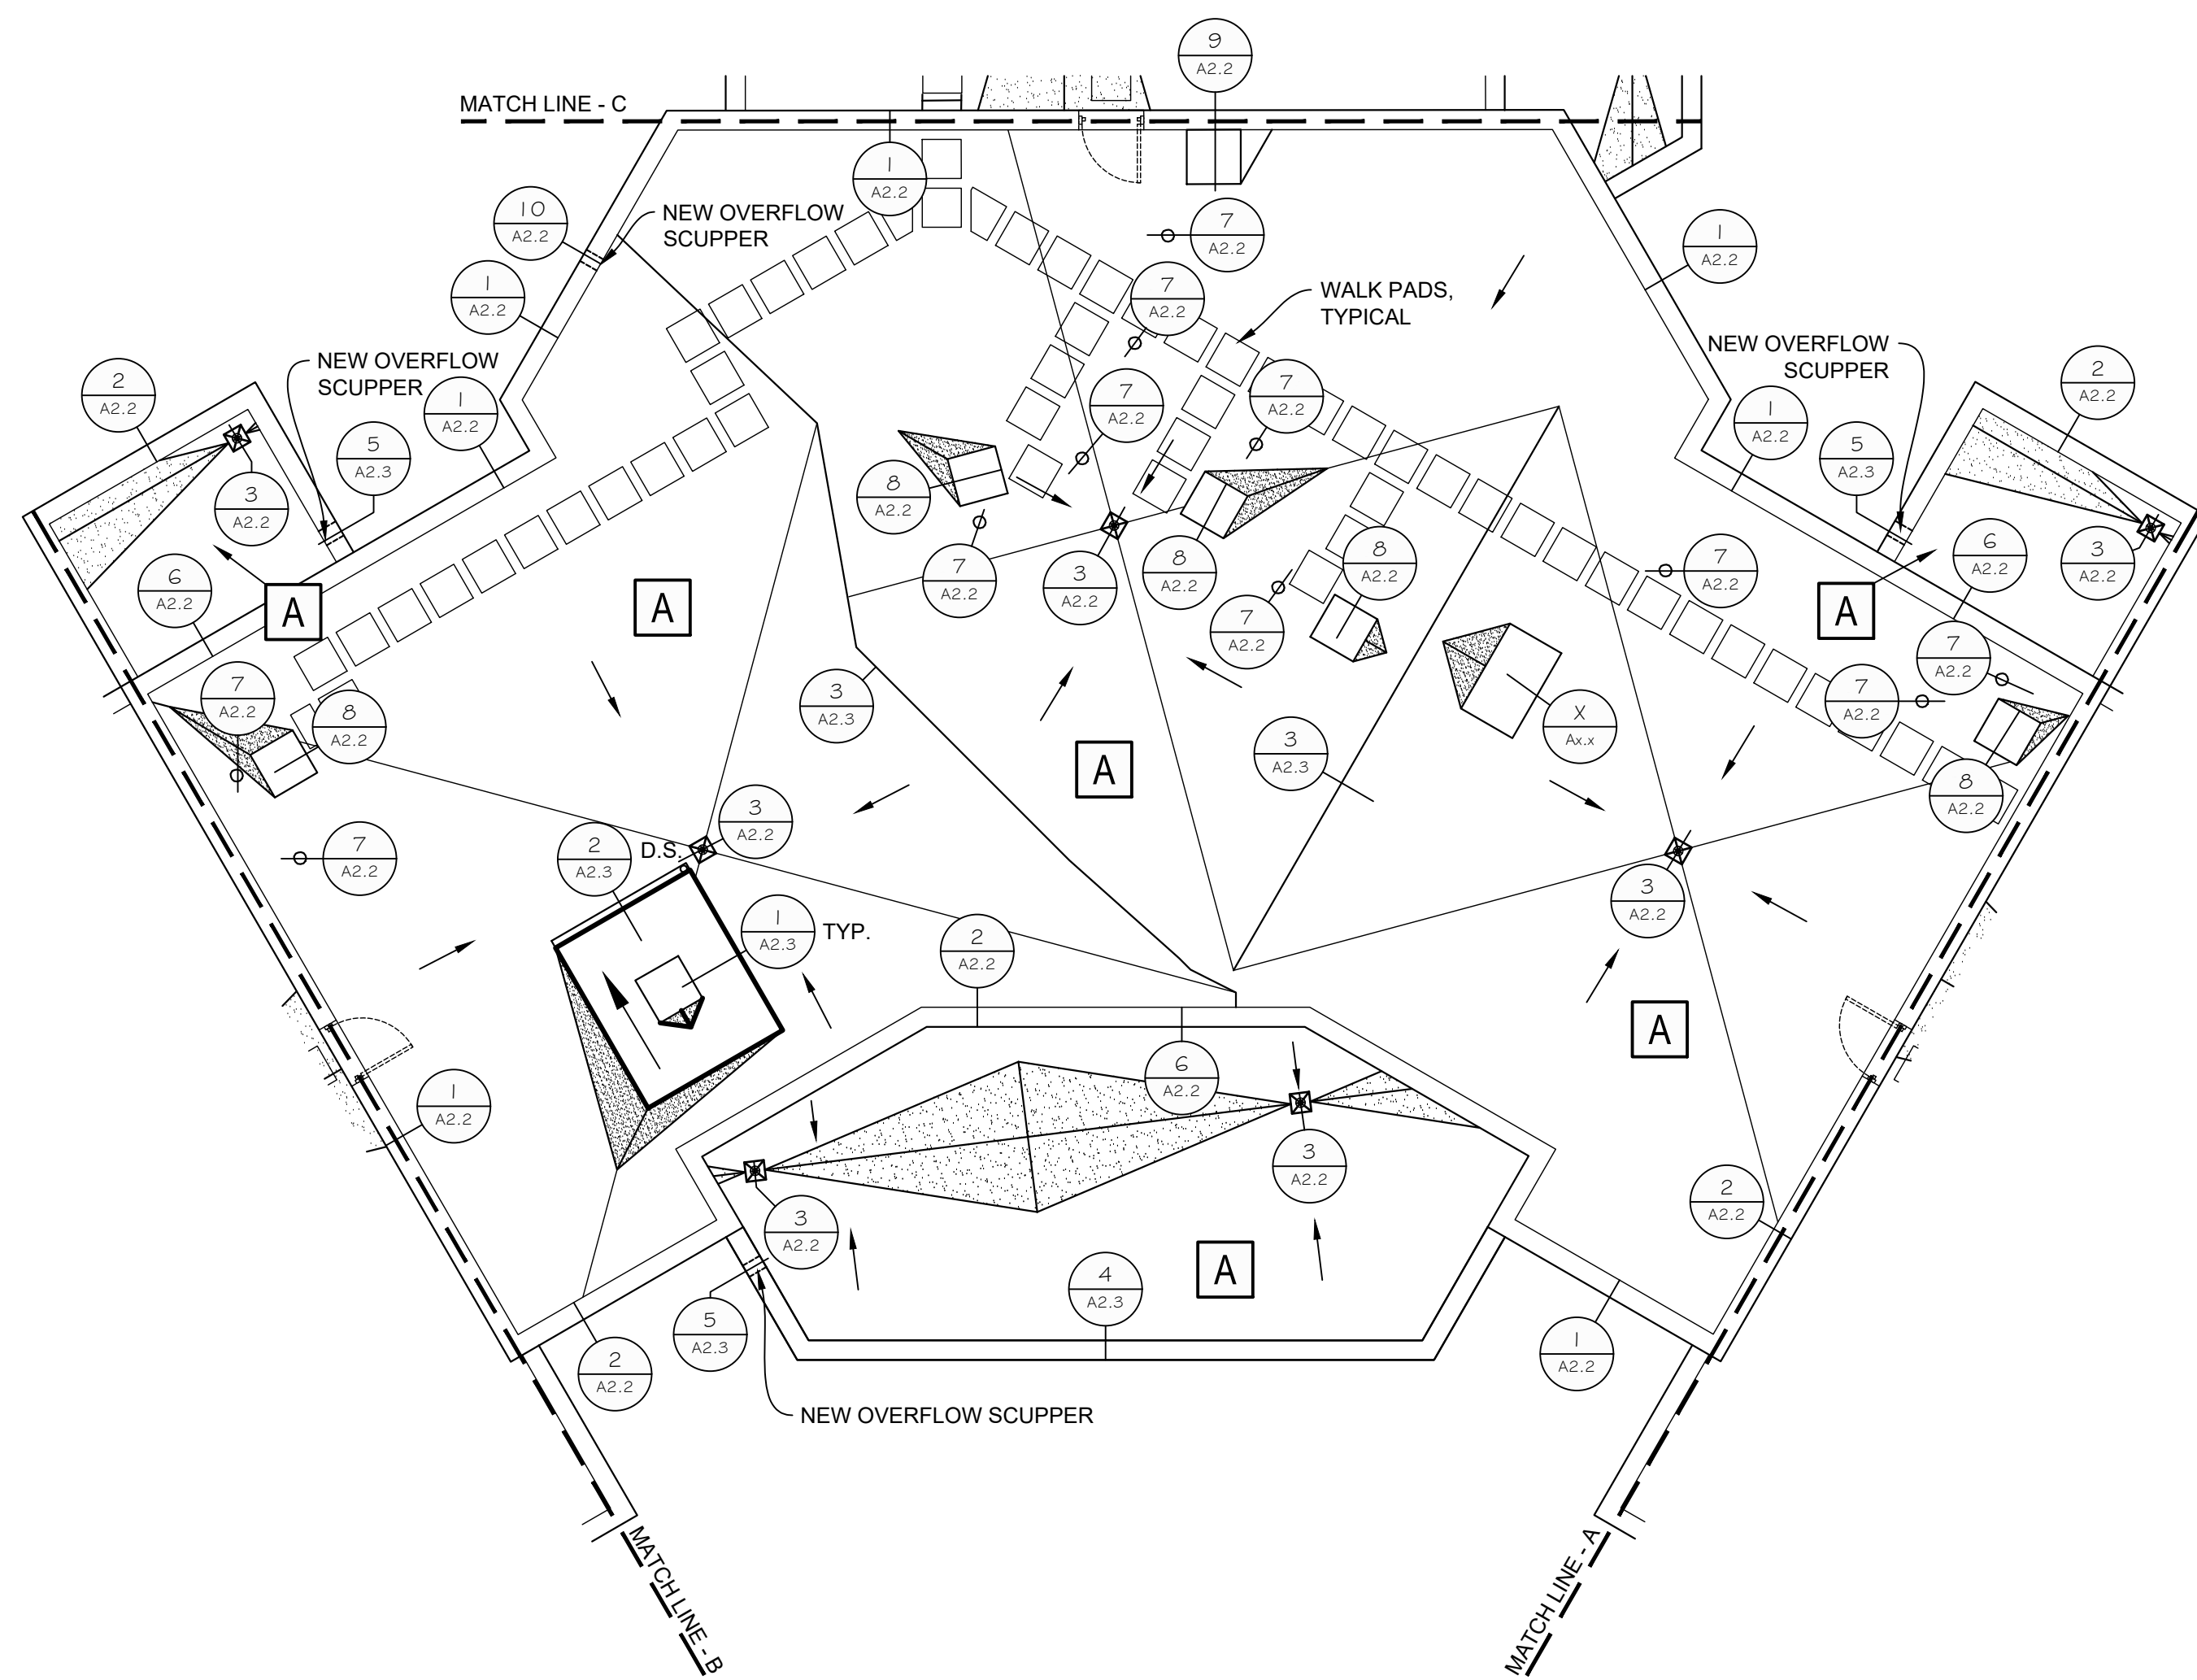 9
A2.2
MATCH LINE - C
1
A2.2
10
A2.2
NEW OVERFLOW
SCUPPER
7
A2.2
1
A2.2
1
A2.2
7
A2.2
WALK PADS,
TYPICAL
NEW OVERFLOW
SCUPPER
NEW OVERFLOW
SCUPPER
2
A2.2
1
A2.2
7
A2.2
7
A2.2
1
A2.2
2
A2.2
5
A2.3
5
A2.3
3
A2.2
8
A2.2
6
A2.2
7
A2.2
3
A2.2
8
A2.2
8
A2.2
7
A2.2
6
A2.2
3
A2.2
A
A
A
7
A2.2
7
A2.2
7
A2.2
8
A2.2
3
A2.3
X
Ax.x
7
A2.2
3
A2.3
A
8
A2.2
3
A2.2
D.S.
2
A2.3
7
A2.2
3
A2.2
1
A2.3
TYP.
2
A2.2
A
6
A2.2
1
A2.2
3
A2.2
2
A2.2
3
A2.2
A
4
A2.3
5
A2.3
2
A2.2
1
A2.2
NEW OVERFLOW SCUPPER
MATCH LINE - B
MATCH LINE - A